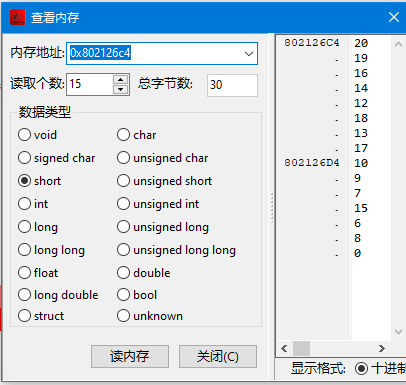 查看内存
内存地址: 0x802126c4
读取个数: 15 总字节数: 30
数据类型
void char
signed char unsigned char
short unsigned short
int unsigned int
long unsigned long
long long unsigned long long
float double
long double bool
struct unknown
读内存 关闭(C)
802126C4 20
. 19
. 16
. 14
. 12
. 18
. 13
. 17
802126D4 10
. 9
. 7
. 15
. 6
. 8
. 0
显示格式: 十进制